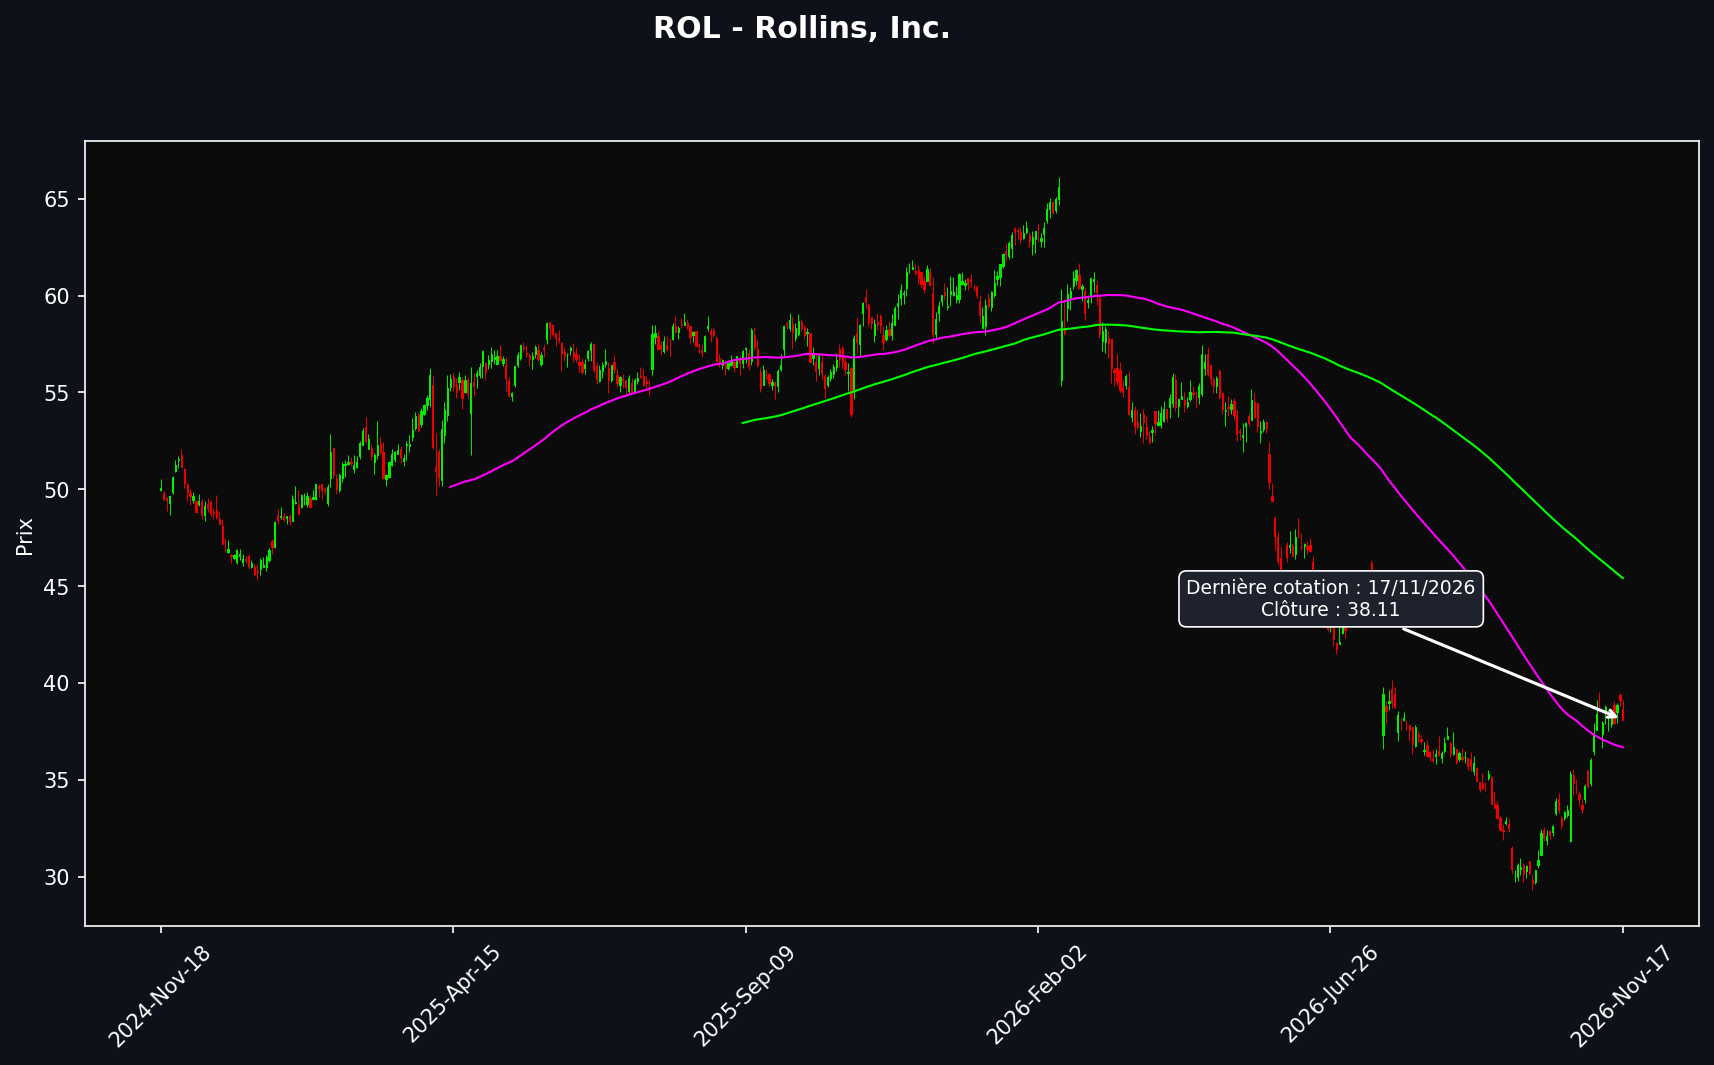 ROL - Rollins, Inc.
Prix
65
60
55
50
45
40
35
30
Dernière cotation : 17/11/2026
Clôture : 38.11
2024-Nov-18
2025-Apr-15
2025-Sep-09
2026-Feb-02
2026-Jun-26
2026-Nov-17